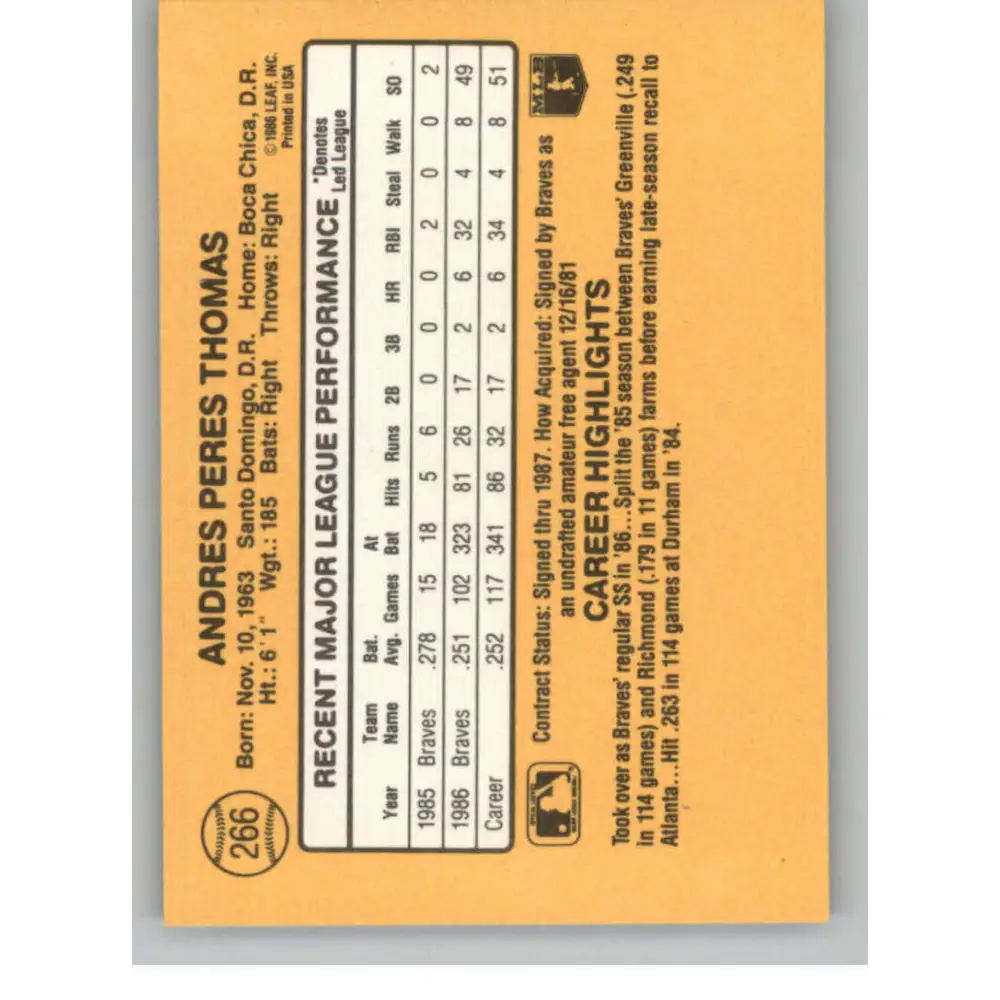 266
ANDRES PERES THOMAS
Born: Nov. 10, 1963 Santo Domingo, D.R. Home: Boca Chica, D.R.
Ht.: 6'1" Wgt.: 185 Bats: Right Throws: Right
©1986 LEAF, INC.
Printed in USA
RECENT MAJOR LEAGUE PERFORMANCE
*Denotes
Led League
Year Team Name Bat. Avg. Games At Bat Hits Runs 2B 3B HR RBI Steal Walk SO
1985 Braves .278 15 18 5 6 0 0 0 2 0 0 2
1986 Braves .251 102 323 81 26 17 2 6 32 4 8 49
Career .252 117 341 86 32 17 2 6 34 4 8 51
Contract Status: Signed thru 1987. How Acquired: Signed by Braves as
an undrafted amateur free agent 12/16/81
MLB
CAREER HIGHLIGHTS
Took over as Braves' regular SS in '86...Split the '85 season between Braves' Greenville (.249
in 114 games) and Richmond (.179 in 11 games) farms before earning late-season recall to
Atlanta...Hit .263 in 114 games at Durham in '84.